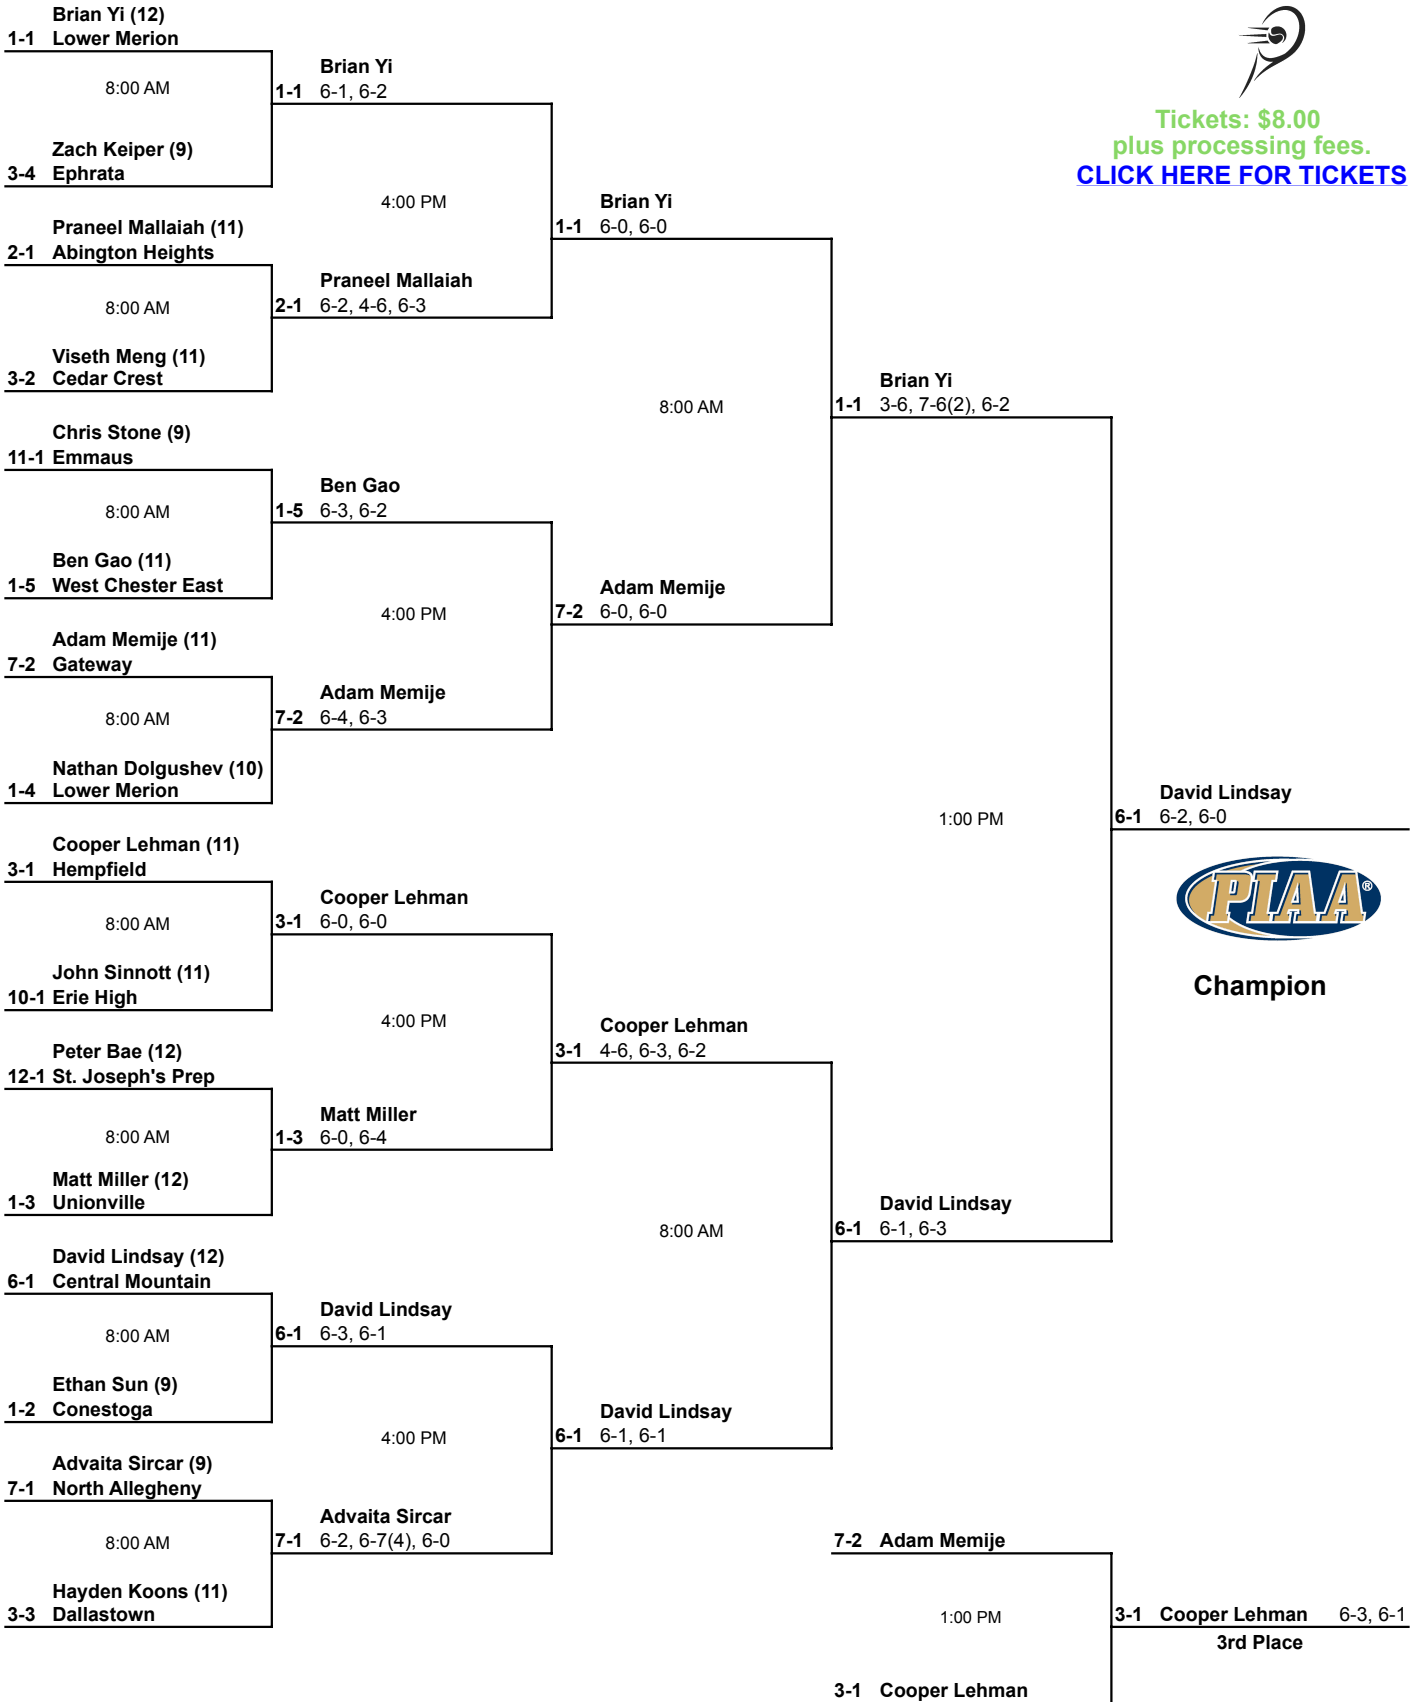 Brian Yi (12)
1-1 Lower Merion
8:00 AM
Zach Keiper (9)
3-4 Ephrata
Praneel Mallaiah (11)
2-1 Abington Heights
8:00 AM
Viseth Meng (11)
3-2 Cedar Crest
Chris Stone (9)
11-1 Emmaus
8:00 AM
Ben Gao (11)
1-5 West Chester East
Adam Memije (11)
7-2 Gateway
8:00 AM
Nathan Dolgushev (10)
1-4 Lower Merion
Cooper Lehman (11)
3-1 Hempfield
8:00 AM
John Sinnott (11)
10-1 Erie High
Peter Bae (12)
12-1 St. Joseph's Prep
8:00 AM
Matt Miller (12)
1-3 Unionville
David Lindsay (12)
6-1 Central Mountain
8:00 AM
Ethan Sun (9)
1-2 Conestoga
Advaita Sircar (9)
7-1 North Allegheny
8:00 AM
Hayden Koons (11)
3-3 Dallastown
Brian Yi
1-1 6-1, 6-2
4:00 PM
Praneel Mallaiah
2-1 6-2, 4-6, 6-3
Ben Gao
1-5 6-3, 6-2
4:00 PM
Adam Memije
7-2 6-4, 6-3
Cooper Lehman
3-1 6-0, 6-0
4:00 PM
Matt Miller
1-3 6-0, 6-4
David Lindsay
6-1 6-3, 6-1
4:00 PM
Advaita Sircar
7-1 6-2, 6-7(4), 6-0
Brian Yi
1-1 6-0, 6-0
8:00 AM
Adam Memije
7-2 6-0, 6-0
Cooper Lehman
3-1 4-6, 6-3, 6-2
8:00 AM
David Lindsay
6-1 6-1, 6-1
Brian Yi
1-1 3-6, 7-6(2), 6-2
1:00 PM
David Lindsay
6-1 6-1, 6-3
Tickets: $8.00
plus processing fees.
CLICK HERE FOR TICKETS
David Lindsay
6-1 6-2, 6-0
PIAA®
Champion
7-2 Adam Memije
1:00 PM
3-1 Cooper Lehman
3-1 Cooper Lehman 6-3, 6-1
3rd Place